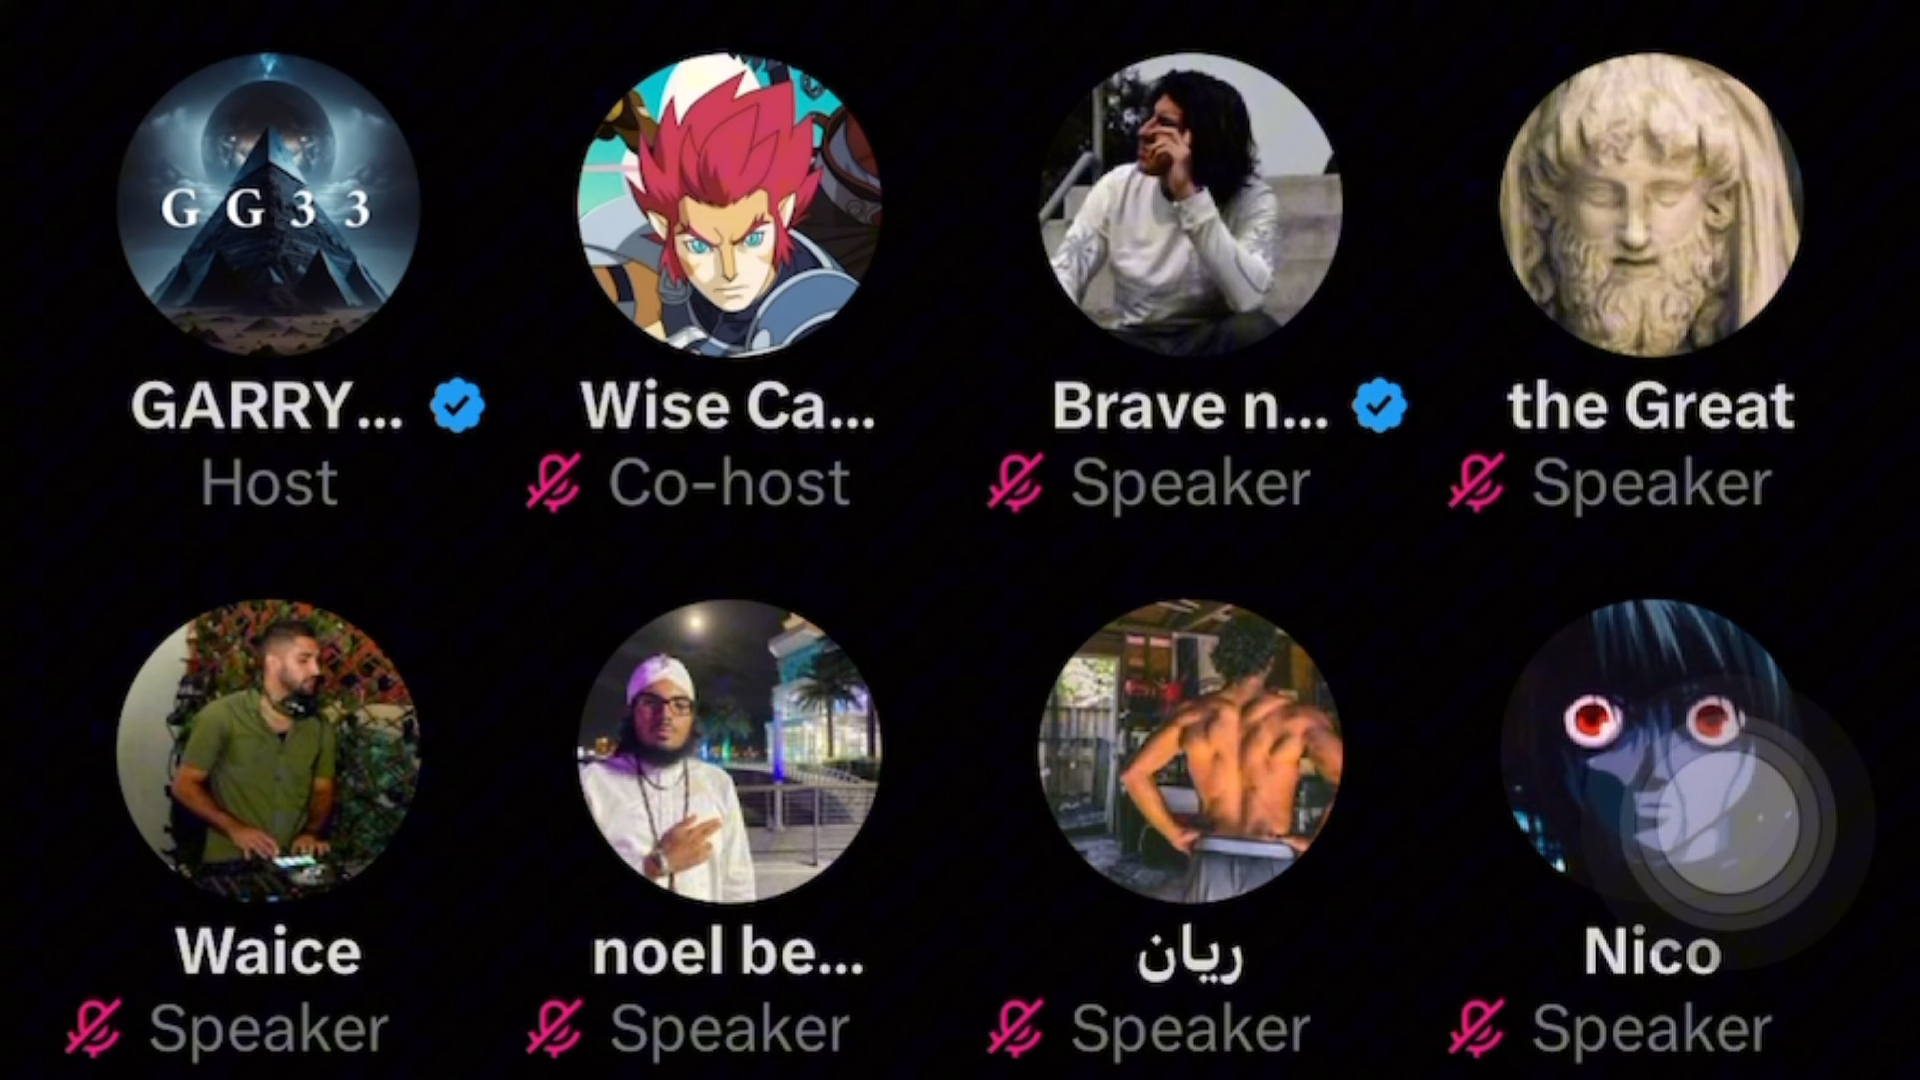 G G 3 3
GARRY... Wise Ca... Brave n... the Great
Host Co-host Speaker Speaker
Waice noel be... ريان Nico
Speaker Speaker Speaker Speaker